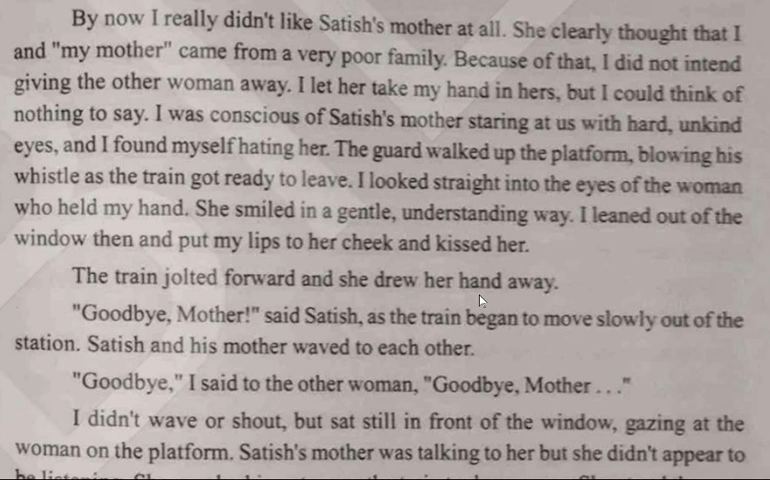 By now I really didn't like Satish's mother at all. She clearly thought that I
and "my mother" came from a very poor family. Because of that, I did not intend
giving the other woman away. I let her take my hand in hers, but I could think of
nothing to say. I was conscious of Satish's mother staring at us with hard, unkind
eyes, and I found myself hating her. The guard walked up the platform, blowing his
whistle as the train got ready to leave. I looked straight into the eyes of the woman
who held my hand. She smiled in a gentle, understanding way. I leaned out of the
window then and put my lips to her cheek and kissed her.
The train jolted forward and she drew her hand away.
"Goodbye, Mother!" said Satish, as the train began to move slowly out of the
station. Satish and his mother waved to each other.
"Goodbye," I said to the other woman, "Goodbye, Mother . . ."
I didn't wave or shout, but sat still in front of the window, gazing at the
woman on the platform. Satish's mother was talking to her but she didn't appear to